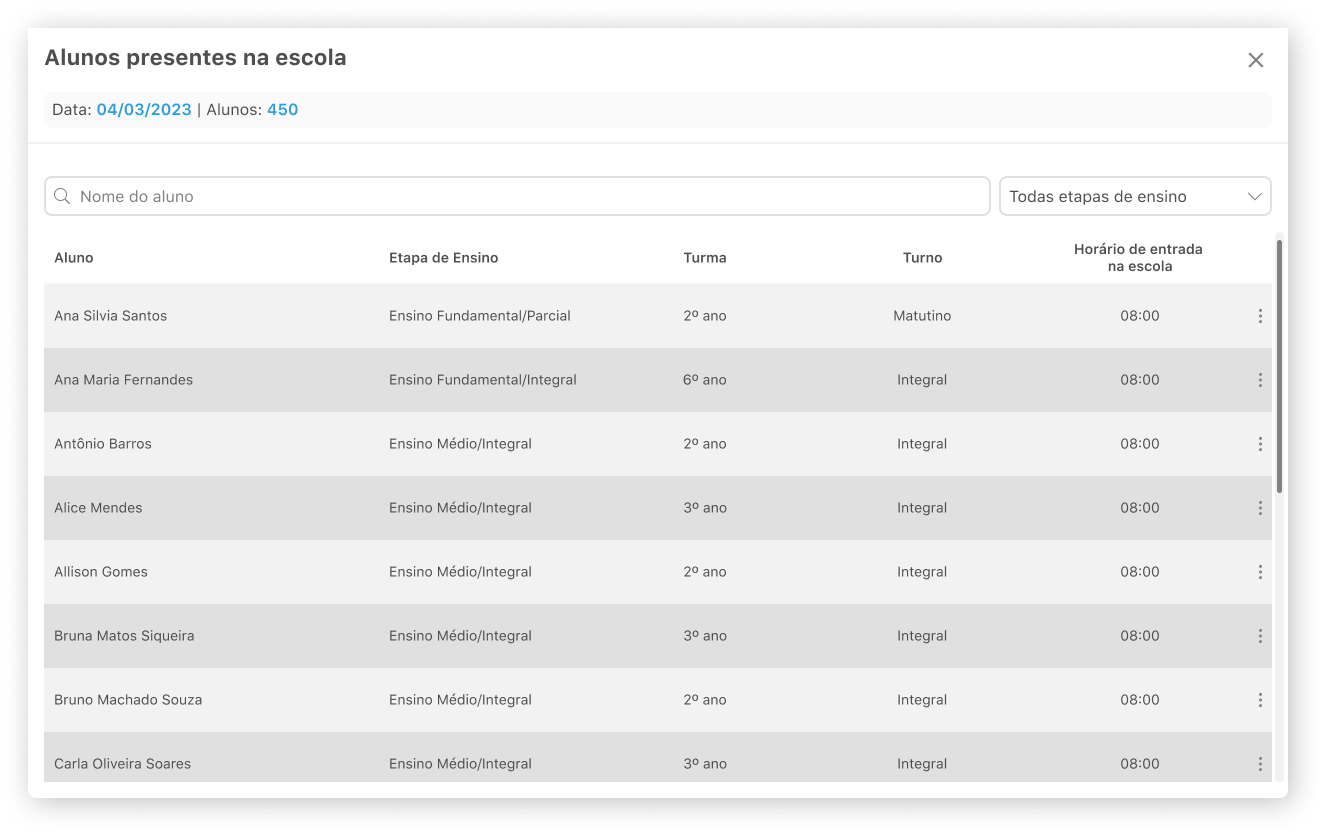 Alunos presentes na escola
Data: 04/03/2023 | Alunos: 450
Nome do aluno
Todas etapas de ensino
Aluno Etapa de Ensino Turma Turno Horário de entrada na escola
Ana Silvia Santos Ensino Fundamental/Parcial 2º ano Matutino 08:00
Ana Maria Fernandes Ensino Fundamental/Integral 6º ano Integral 08:00
Antônio Barros Ensino Médio/Integral 2º ano Integral 08:00
Alice Mendes Ensino Médio/Integral 3º ano Integral 08:00
Allison Gomes Ensino Médio/Integral 2º ano Integral 08:00
Bruna Matos Siqueira Ensino Médio/Integral 3º ano Integral 08:00
Bruno Machado Souza Ensino Médio/Integral 2º ano Integral 08:00
Carla Oliveira Soares Ensino Médio/Integral 3º ano Integral 08:00